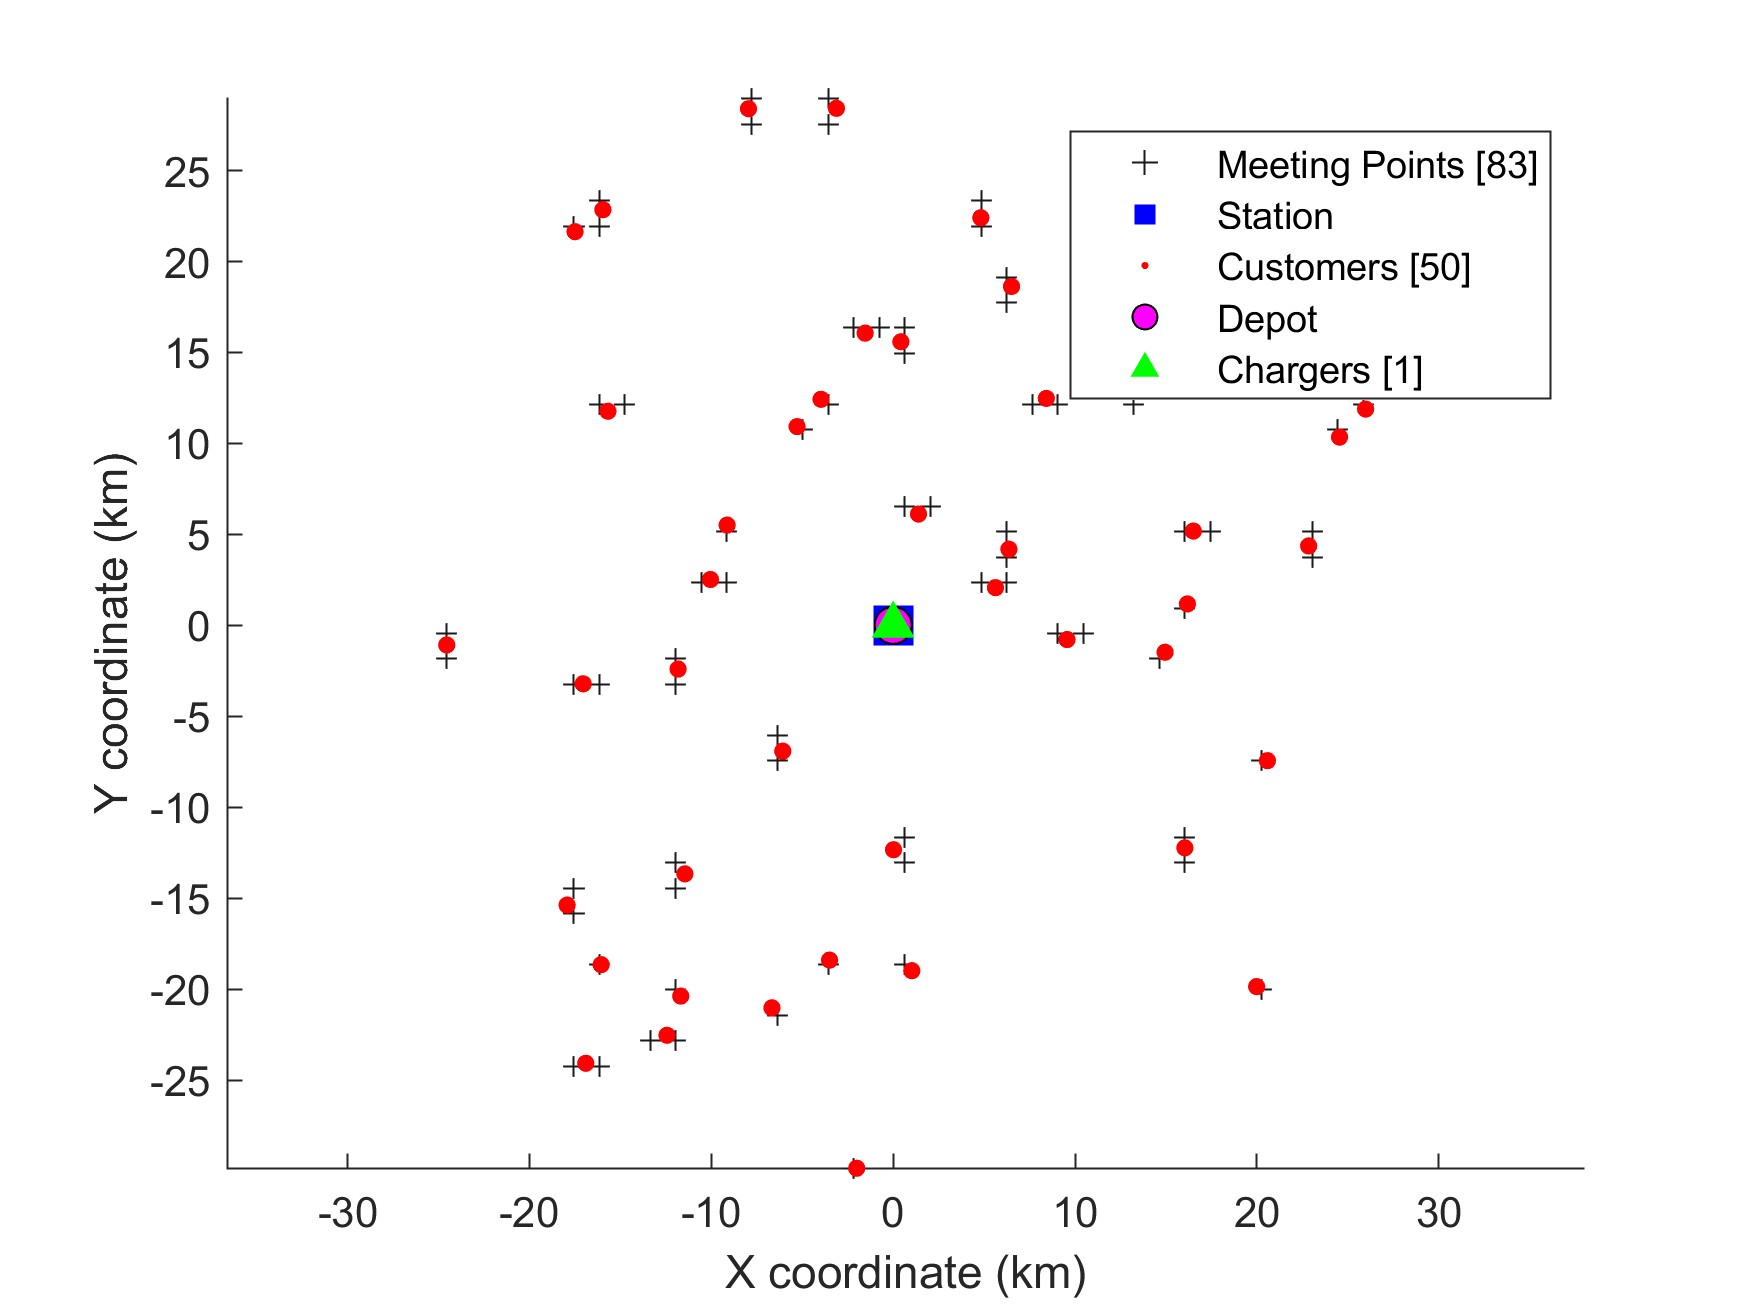 Meeting Points [83]
Station
Customers [50]
Depot
Chargers [1]
25
20
15
10
5
0
-5
-10
-15
-20
-25
Y coordinate (km)
-30 -20 -10 0 10 20 30
X coordinate (km)